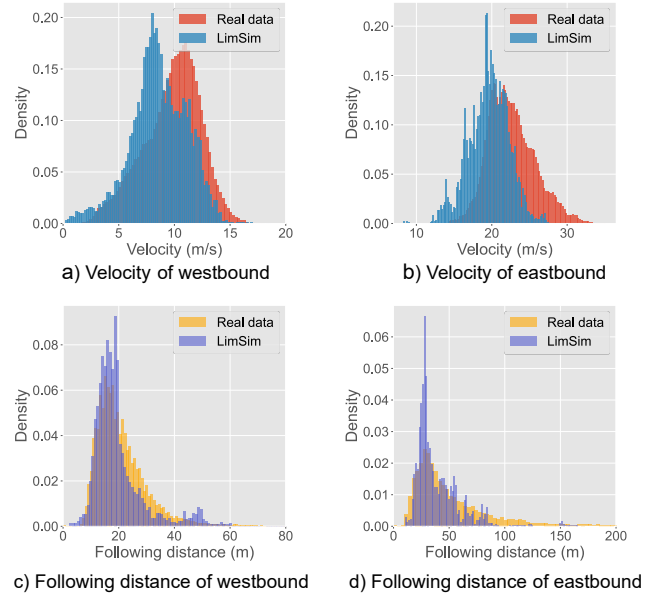 0.20
0.15
0.10
0.05
0.00
Density
Real data
LimSim
0 5 10 15 20
Velocity (m/s)
a) Velocity of westbound
0.20
0.15
0.10
0.05
0.00
Density
Real data
LimSim
10 20 30
Velocity (m/s)
b) Velocity of eastbound
0.08
0.06
0.04
0.02
0.00
Density
Real data
LimSim
0 20 40 60 80
Following distance (m)
c) Following distance of westbound
0.06
0.05
0.04
0.03
0.02
0.01
0.00
Density
Real data
LimSim
0 50 100 150 200
Following distance (m)
d) Following distance of eastbound